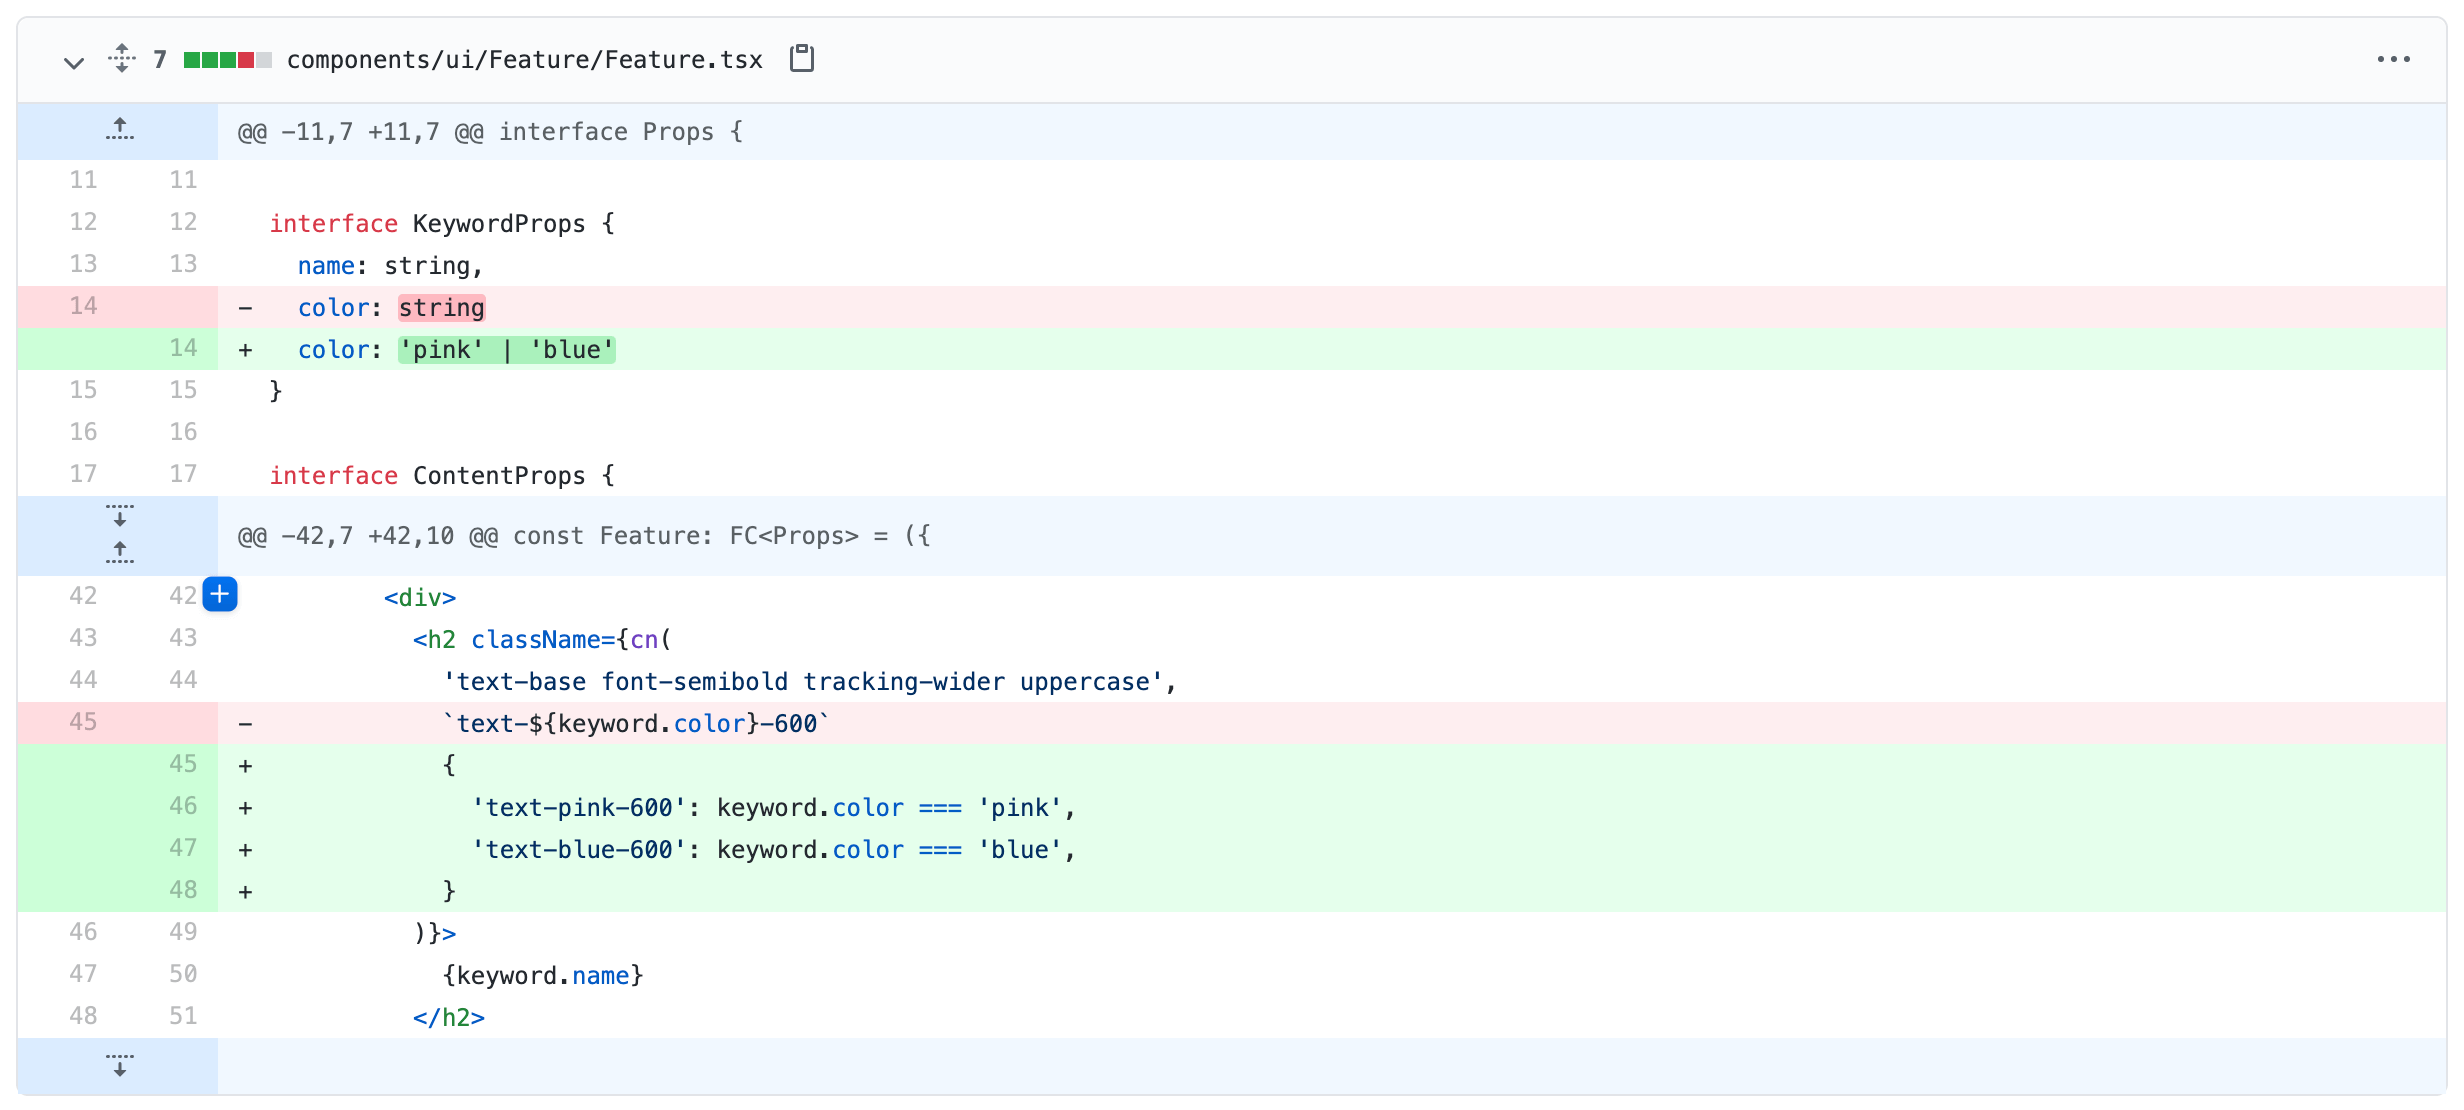 7 components/ui/Feature/Feature.tsx
@@ -11,7 +11,7 @@ interface Props {
11 11
12 12 interface KeywordProps {
13 13 name: string,
14 - color: string
14 + color: 'pink' | 'blue'
15 15 }
16 16
17 17 interface ContentProps {
@@ -42,7 +42,10 @@ const Feature: FC<Props> = ({
42 42 <div>
43 43 <h2 className={cn(
44 44 'text-base font-semibold tracking-wider uppercase',
45 - `text-${keyword.color}-600`
45 + {
46 + 'text-pink-600': keyword.color === 'pink',
47 + 'text-blue-600': keyword.color === 'blue',
48 + }
46 49 )}>
47 50 {keyword.name}
48 51 </h2>